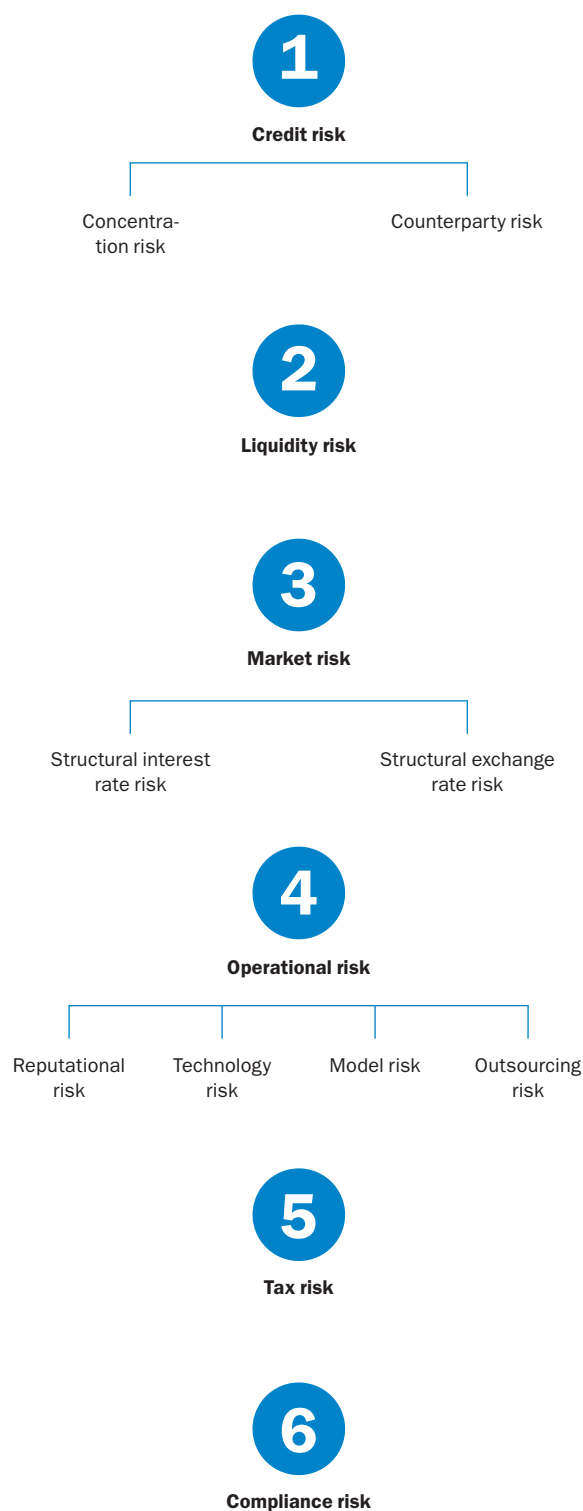 1
Credit risk
Concentra-
tion risk
Counterparty risk
2
Liquidity risk
3
Market risk
Structural interest
rate risk
Structural exchange
rate risk
4
Operational risk
Reputational
risk
Technology
risk
Model risk
Outsourcing
risk
5
Tax risk
6
Compliance risk